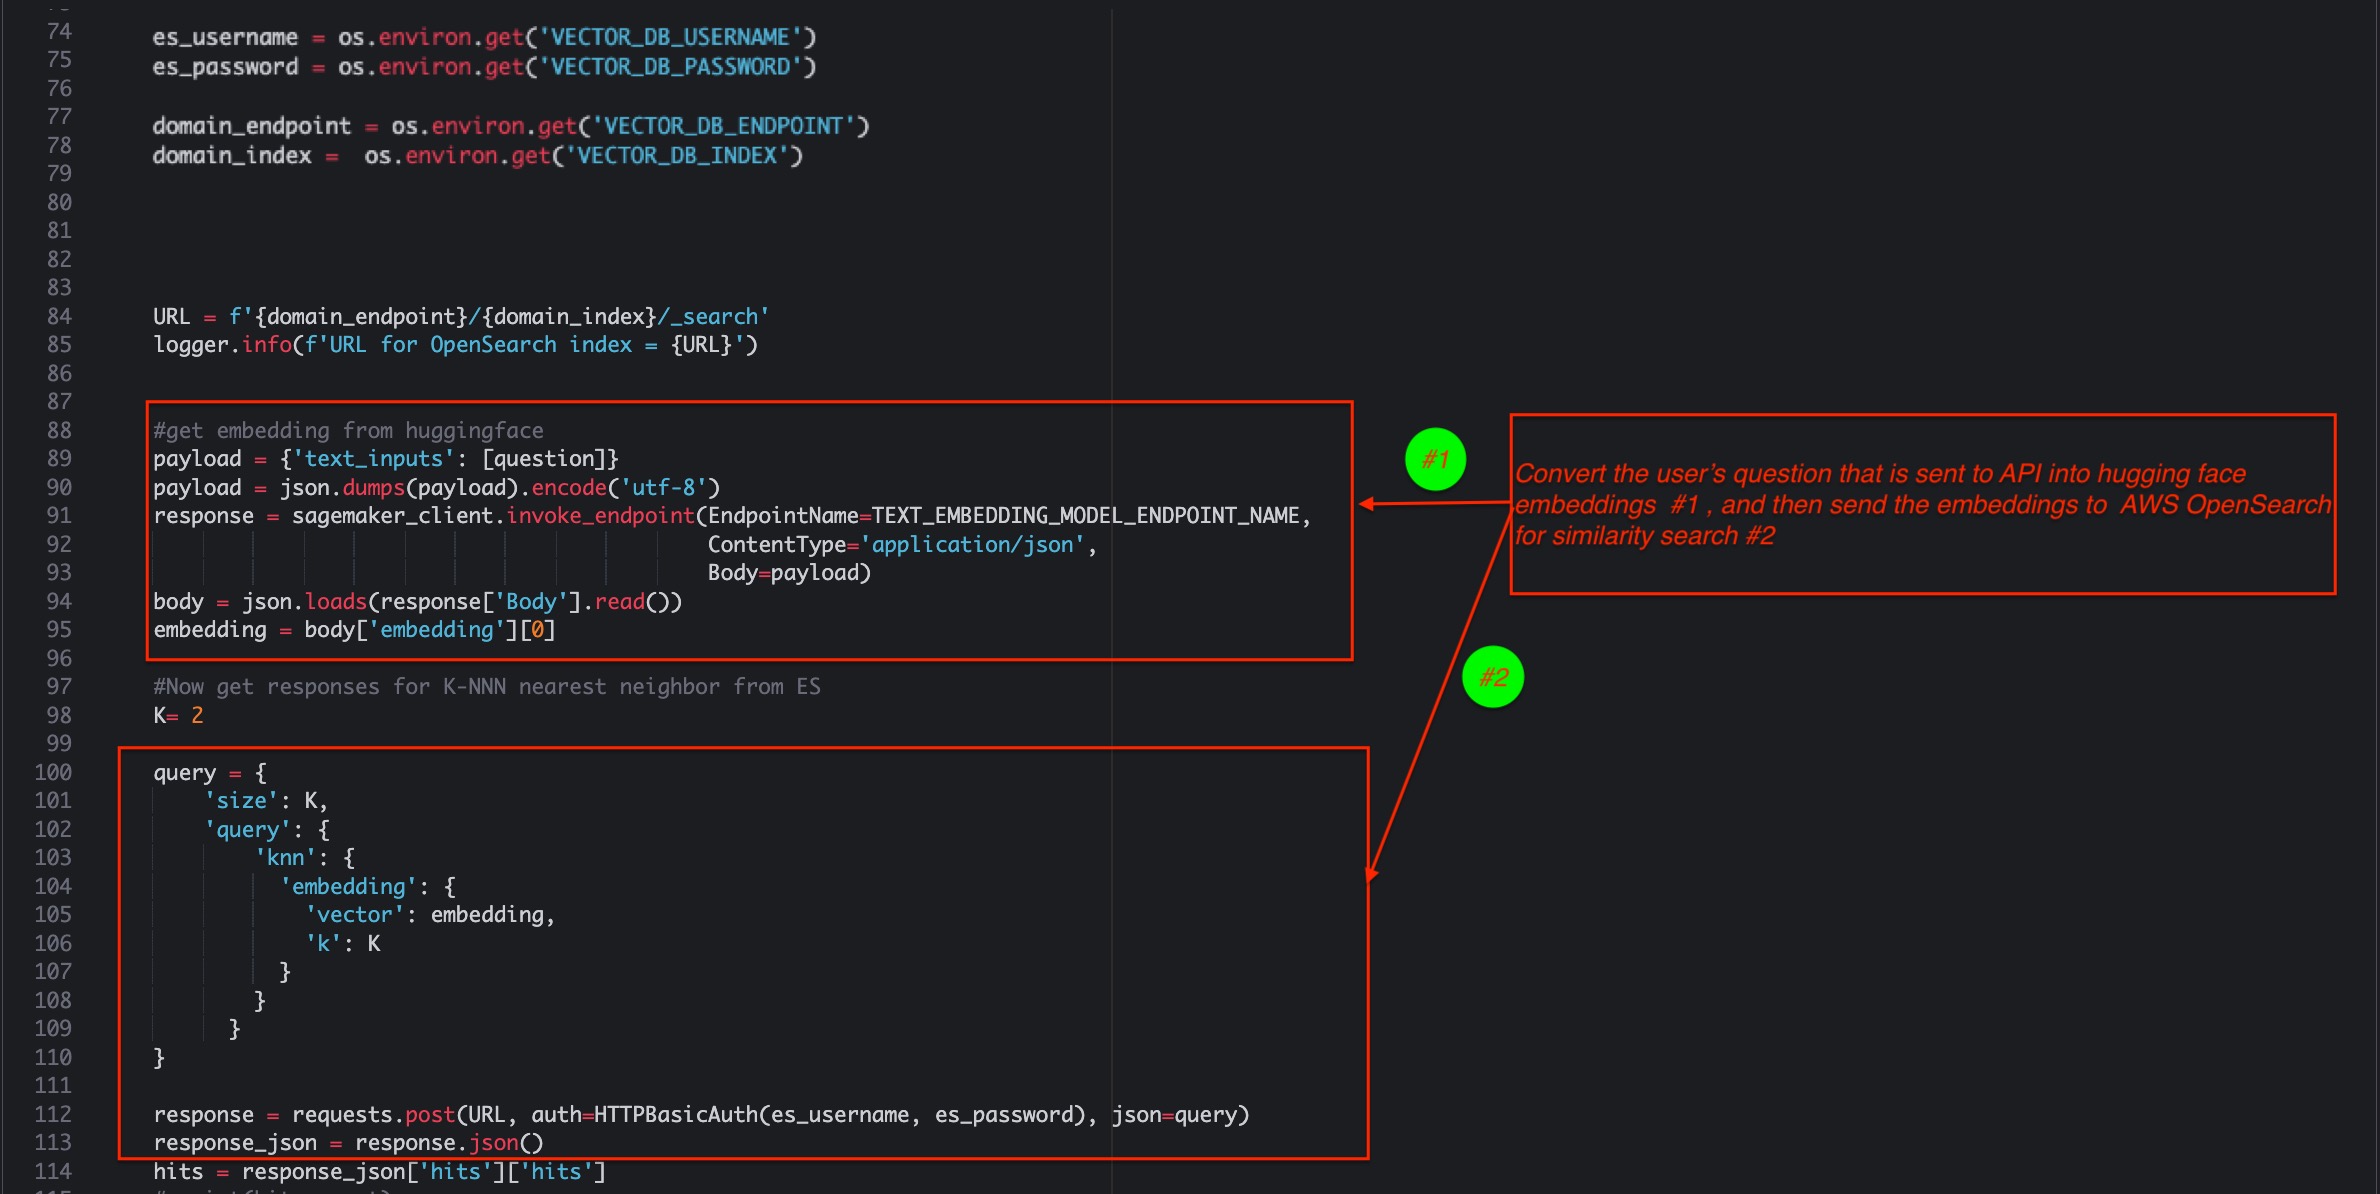 74 es_username = os.environ.get('VECTOR_DB_USERNAME')
75 es_password = os.environ.get('VECTOR_DB_PASSWORD')
76
77 domain_endpoint = os.environ.get('VECTOR_DB_ENDPOINT')
78 domain_index =  os.environ.get('VECTOR_DB_INDEX')
79
80
81
82
83
84 URL = f'{domain_endpoint}/{domain_index}/_search'
85 logger.info(f'URL for OpenSearch index = {URL}')
86
87
88 #get embedding from huggingface
89 payload = {'text_inputs': [question]}
90 payload = json.dumps(payload).encode('utf-8')
91 response = sagemaker_client.invoke_endpoint(EndpointName=TEXT_EMBEDDING_MODEL_ENDPOINT_NAME,
92 ContentType='application/json',
93 Body=payload)
94 body = json.loads(response['Body'].read())
95 embedding = body['embedding'][0]
96
97 #Now get responses for K-NNN nearest neighbor from ES
98 K= 2
99
100 query = {
101 'size': K,
102 'query': {
103 'knn': {
104 'embedding': {
105 'vector': embedding,
106 'k': K
107 }
108 }
109 }
110 }
111
112 response = requests.post(URL, auth=HTTPBasicAuth(es_username, es_password), json=query)
113 response_json = response.json()
114 hits = response_json['hits']['hits']
#1
Convert the user's question that is sent to API into hugging face
embeddings  #1 , and then send the embeddings to  AWS OpenSearch
for similarity search #2
#2